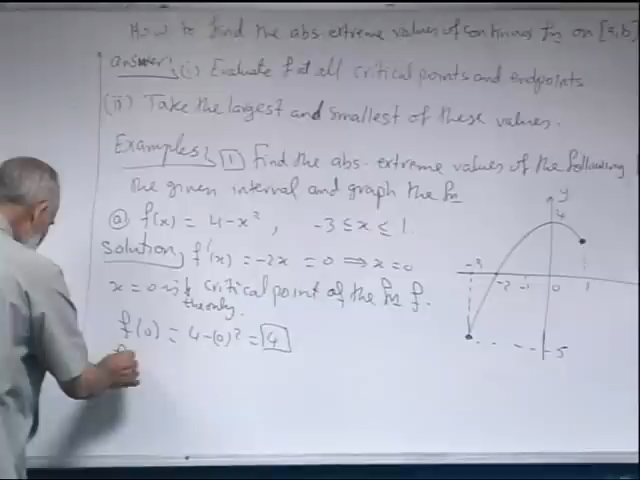 How to find the abs. extreme values of continuous fn on [a,b]
Answer: (i) Evaluate f at all critical points and endpoints
(ii) Take the largest and smallest of these values.
Examples: 1 Find the abs. extreme values of the following
the given interval and graph the fn
ⓐ f(x) = 4-x², -3 ≤ x ≤ 1.
Solution: f'(x) = -2x = 0 ⟹ x=0
x=0 is critical point of the fn f.
the only
f(0) = 4-(0)² = 4
f
y
4
-3 -2 -1 0 1
-5